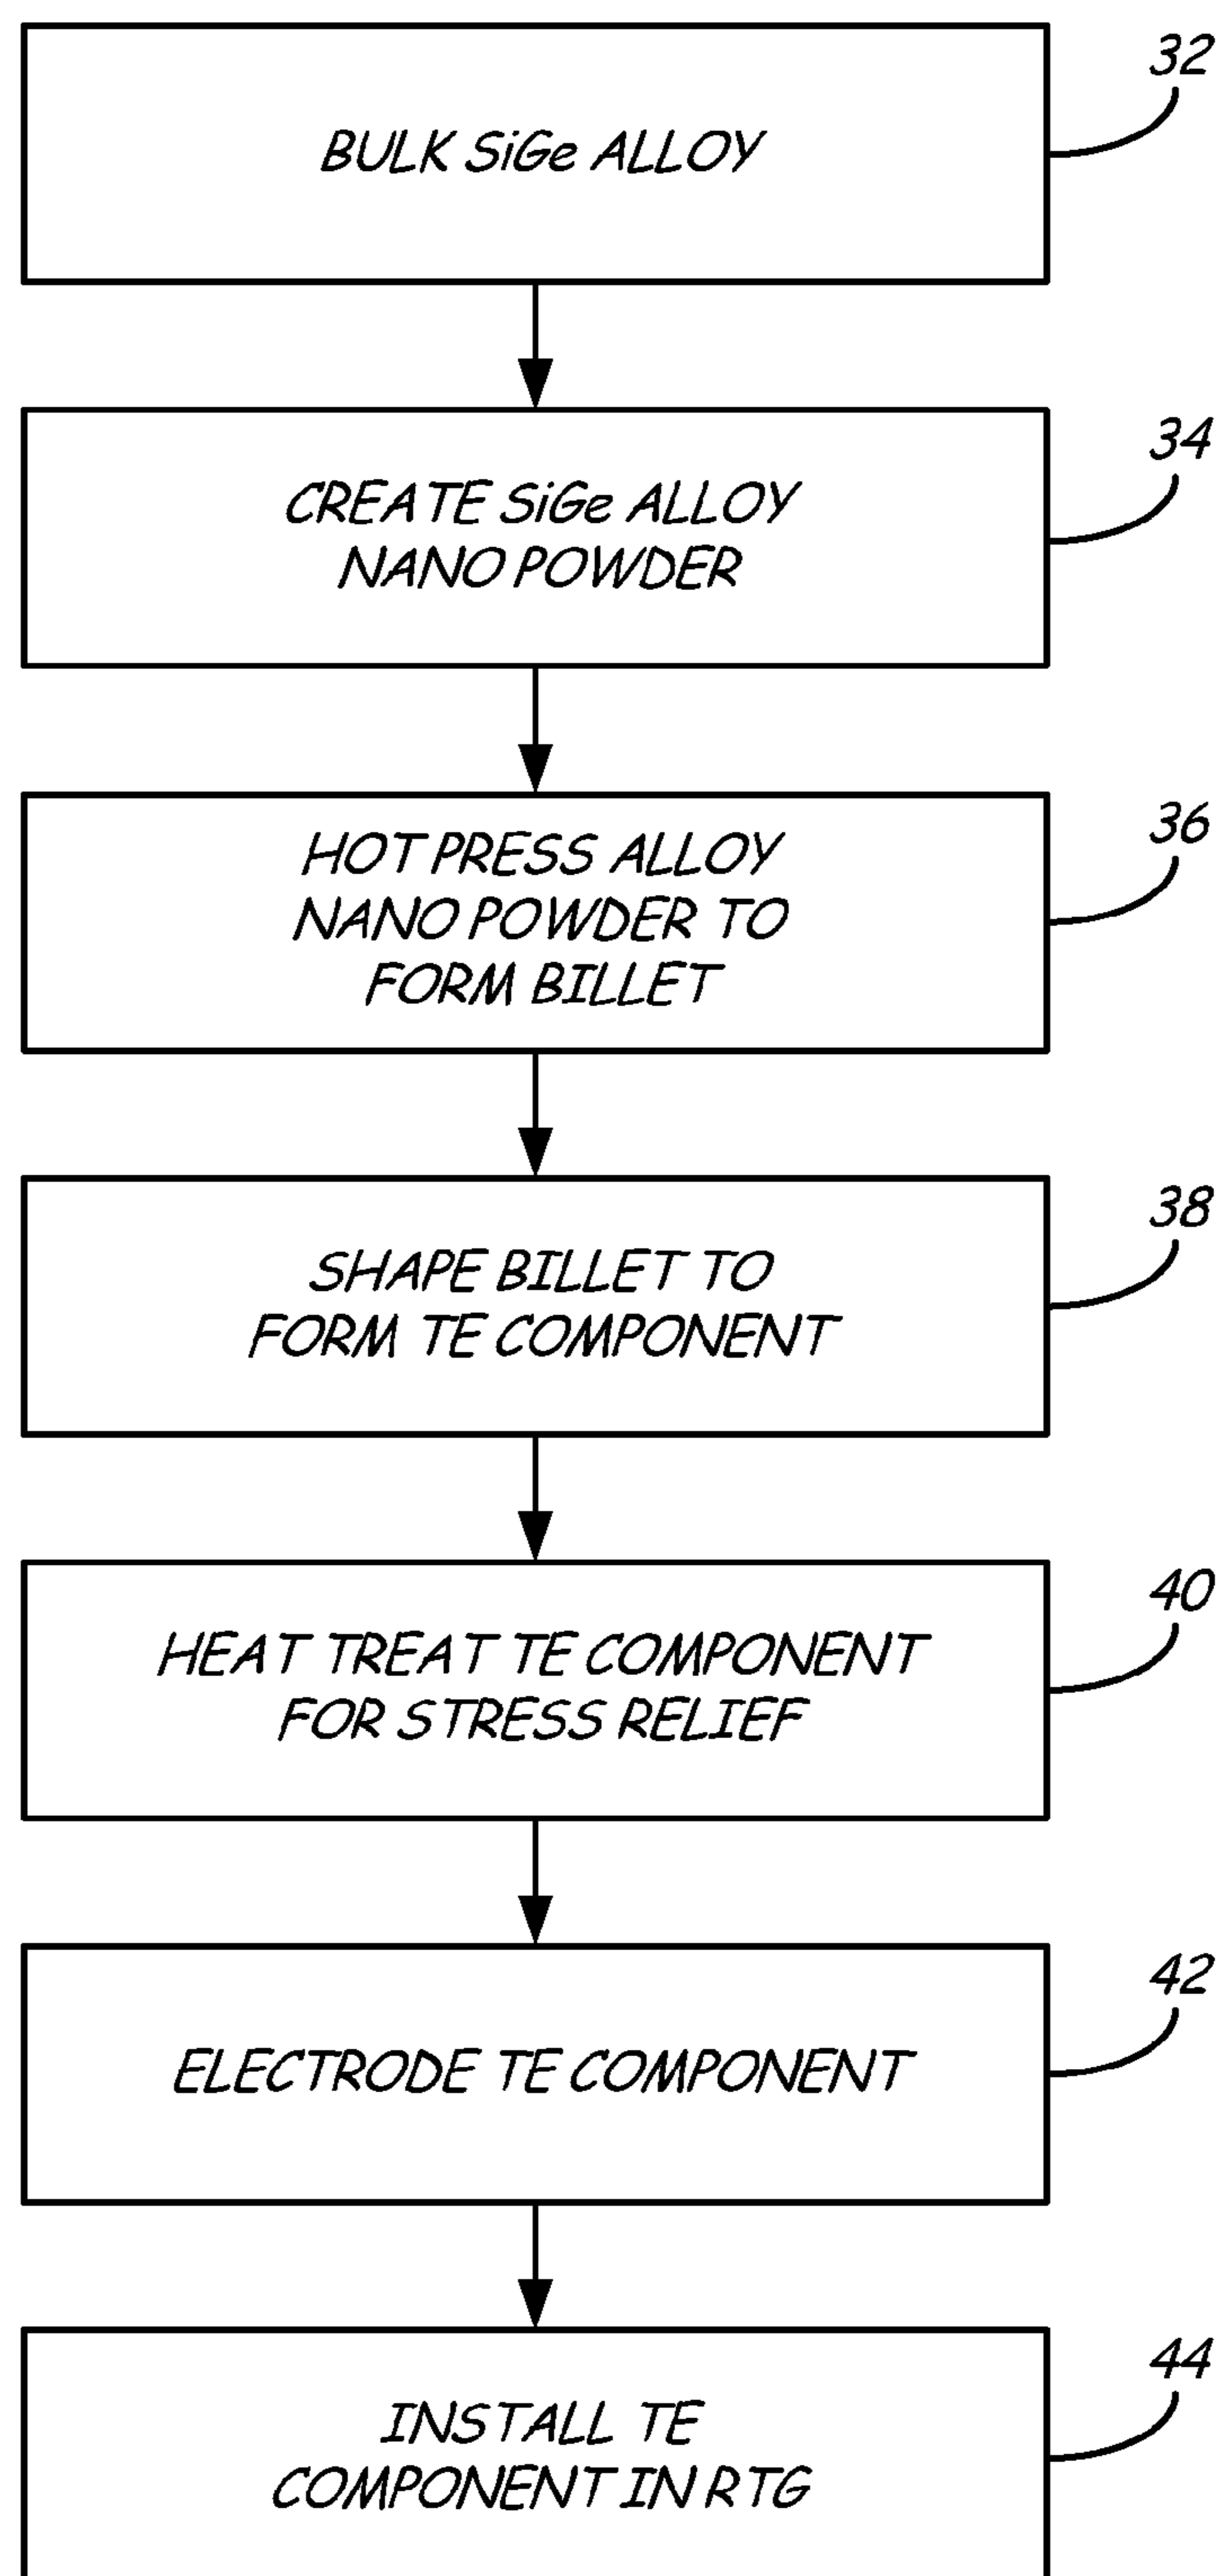 32
BULK SiGe ALLOY
34
CREATE SiGe ALLOY
NANO POWDER
36
HOT PRESS ALLOY
NANO POWDER TO
FORM BILLET
38
SHAPE BILLET TO
FORM TE COMPONENT
40
HEAT TREAT TE COMPONENT
FOR STRESS RELIEF
42
ELECTRODE TE COMPONENT
44
INSTALL TE
COMPONENT IN RTG